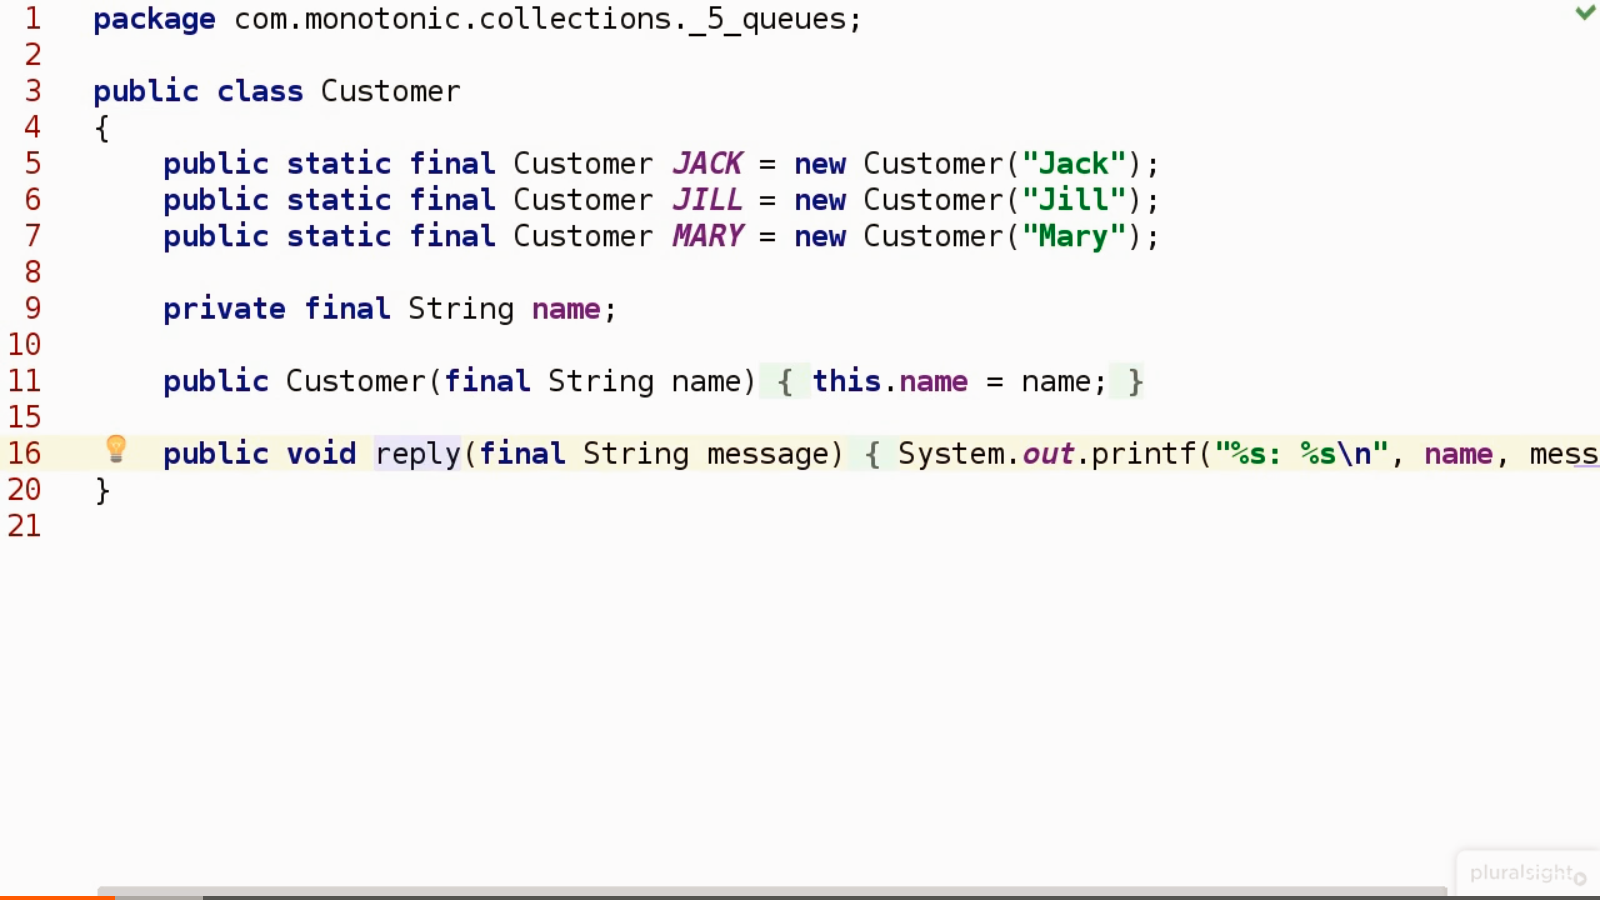 1 package com.monotonic.collections._5_queues;
2
3 public class Customer
4 {
5 public static final Customer JACK = new Customer("Jack");
6 public static final Customer JILL = new Customer("Jill");
7 public static final Customer MARY = new Customer("Mary");
8
9 private final String name;
10
11 public Customer(final String name) { this.name = name; }
15
16 public void reply(final String message) { System.out.printf("%s: %s\n", name, mess
20 }
21
pluralsight